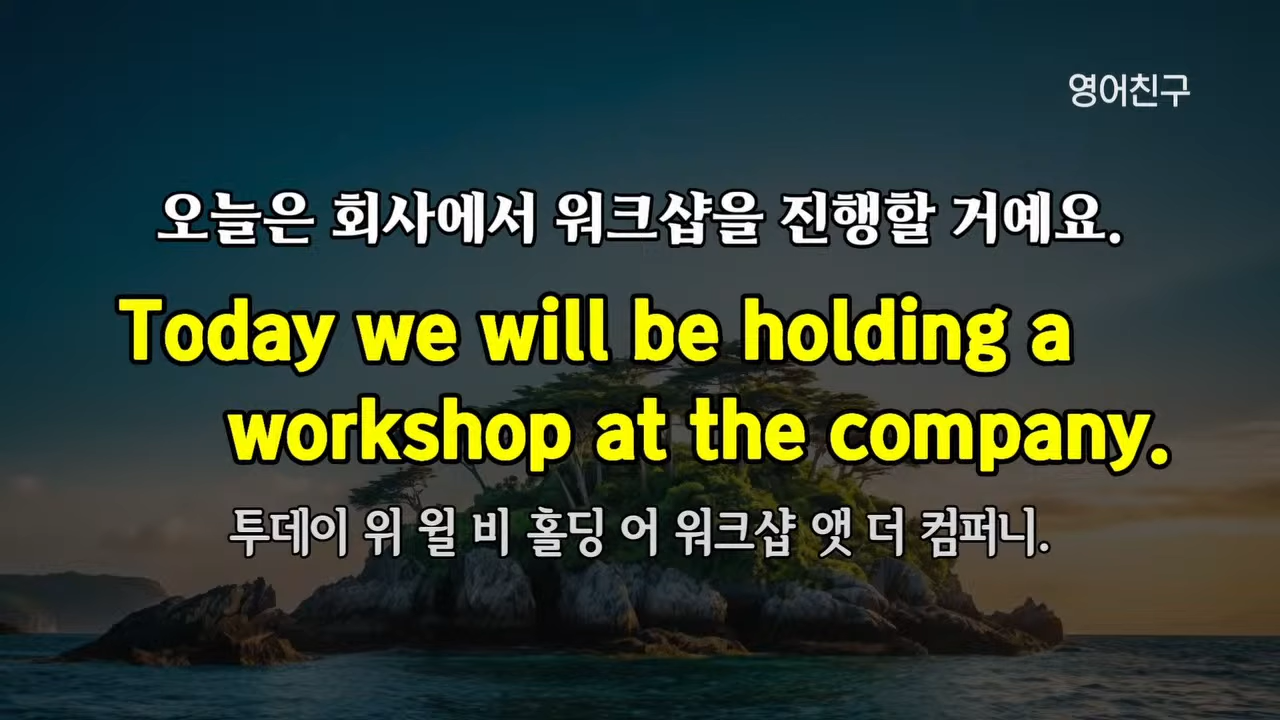 영어친구
오늘은 회사에서 워크샵을 진행할 거예요.
Today we will be holding a
workshop at the company.
투데이 위 윌 비 홀딩 어 워크샵 앳 더 컴퍼니.